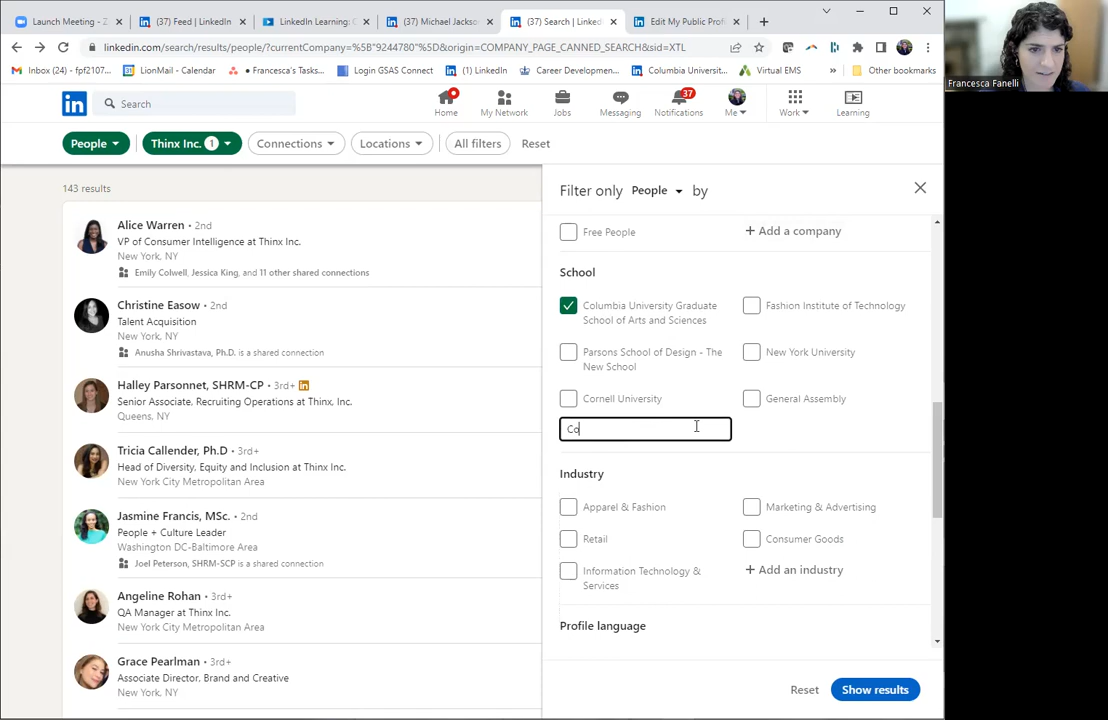 Launch Meeting - Z
(37) Feed | LinkedIn
LinkedIn Learning: C
(37) Michael Jackso
(37) Search | Linked
Edit My Public Prof
linkedin.com/search/results/people/?currentCompany=%5B"9244780"%5D&origin=COMPANY_PAGE_CANNED_SEARCH&sid=XTL
Inbox (24) - fpf2107...
LionMail - Calendar
Francesca's Tasks...
Login GSAS Connect
(1) LinkedIn
Career Developmen...
Columbia Universit...
Virtual EMS
Other bookmarks
Francesca Fanelli
in
Search
Home
My Network
Jobs
Messaging
37
Notifications
Me
Work
Learning
People
Thinx Inc. 1
Connections
Locations
All filters
Reset
143 results
Alice Warren • 2nd
VP of Consumer Intelligence at Thinx Inc.
New York, NY
Emily Colwell, Jessica King, and 11 other shared connections
Christine Easow • 2nd
Talent Acquisition
New York, NY
Anusha Shrivastava, Ph.D. is a shared connection
Halley Parsonnet, SHRM-CP • 3rd+
Senior Associate, Recruiting Operations at Thinx, Inc.
Queens, NY
Tricia Callender, Ph.D • 3rd+
Head of Diversity, Equity and Inclusion at Thinx Inc.
New York City Metropolitan Area
Jasmine Francis, MSc. • 2nd
People + Culture Leader
Washington DC-Baltimore Area
Joel Peterson, SHRM-SCP is a shared connection
Angeline Rohan • 3rd+
QA Manager at Thinx Inc.
New York City Metropolitan Area
Grace Pearlman • 3rd+
Associate Director, Brand and Creative
New York, NY
Filter only People by
Free People
+ Add a company
School
Columbia University Graduate
School of Arts and Sciences
Fashion Institute of Technology
Parsons School of Design - The
New School
New York University
Cornell University
General Assembly
Co
Industry
Apparel & Fashion
Marketing & Advertising
Retail
Consumer Goods
Information Technology &
Services
+ Add an industry
Profile language
Reset
Show results